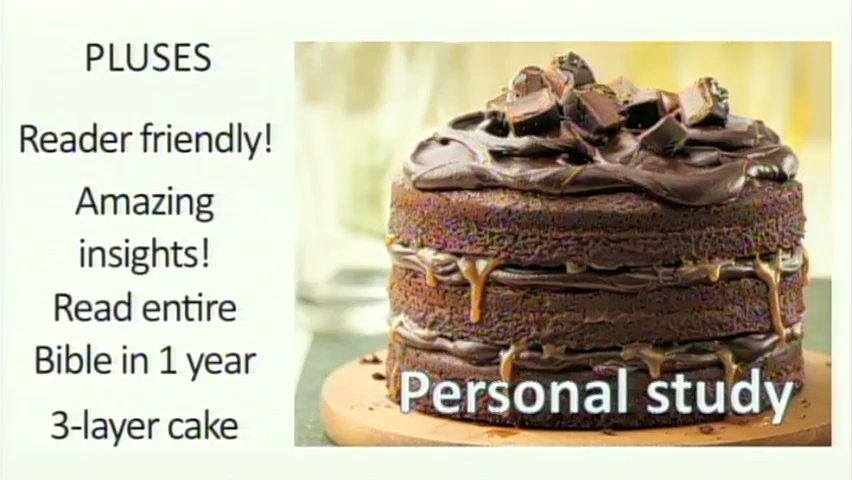 PLUSES
Reader friendly!
Amazing
insights!
Read entire
Bible in 1 year
3-layer cake
Personal study